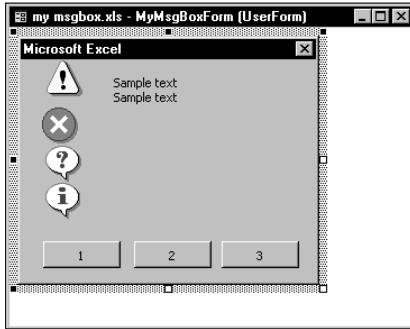 my msgbox.xls - MyMsgBoxForm (UserForm)
Microsoft Excel
Sample text
Sample text
1
2
3